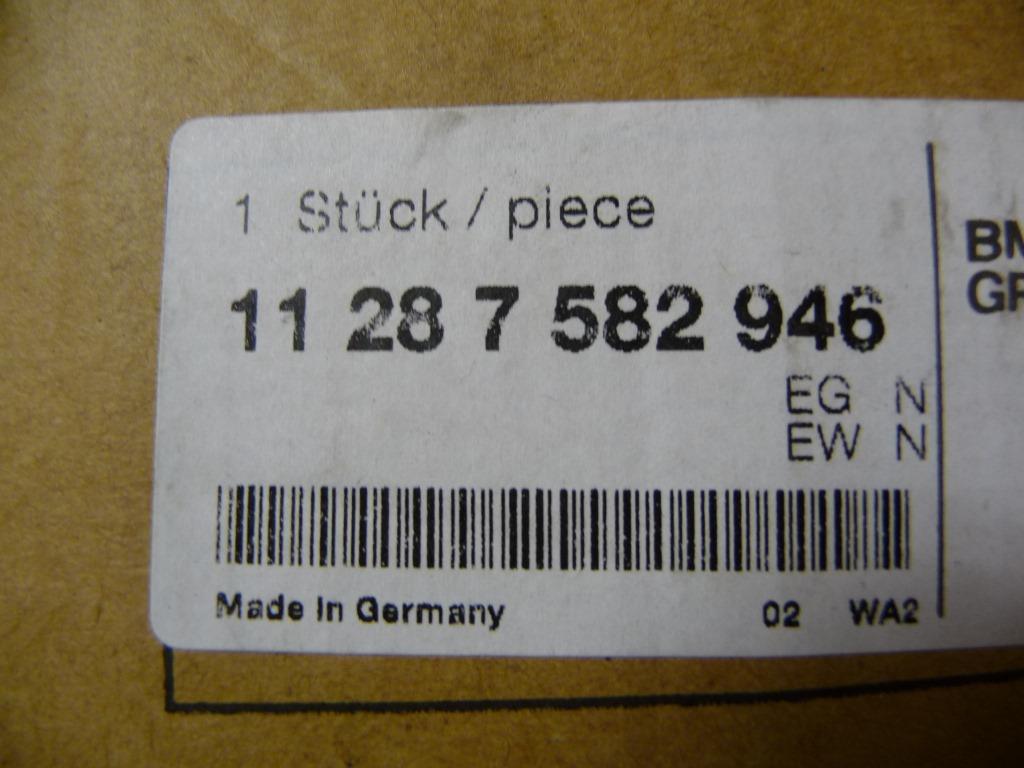 1 Stück / piece
11 28 7 582 946
EG N
EW N
Made in Germany 02 WA2